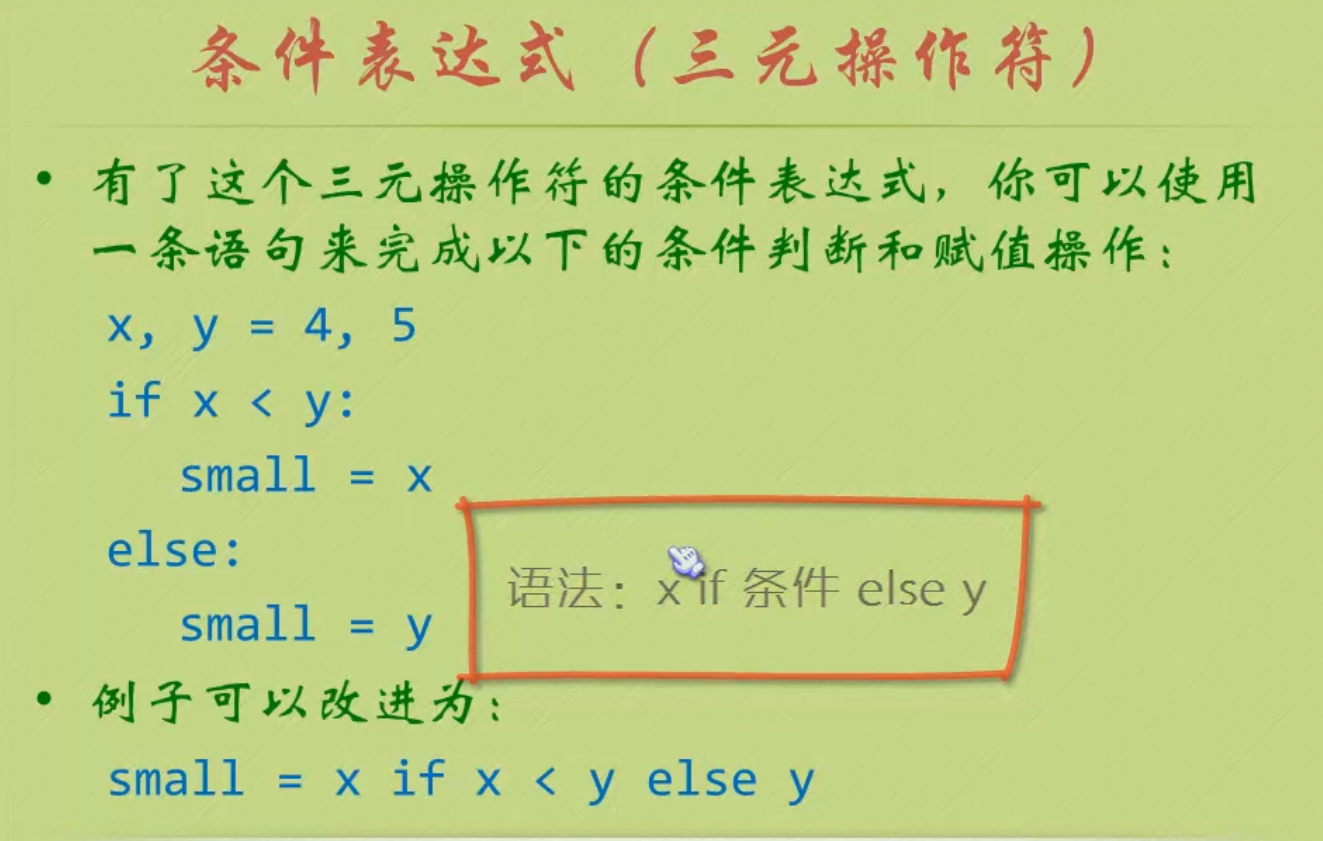 条件表达式（三元操作符）
• 有了这个三元操作符的条件表达式，你可以使用
一条语句来完成以下的条件判断和赋值操作：
x, y = 4, 5
if x < y:
small = x
else:
语法：x if 条件 else y
small = y
• 例子可以改进为：
small = x if x < y else y